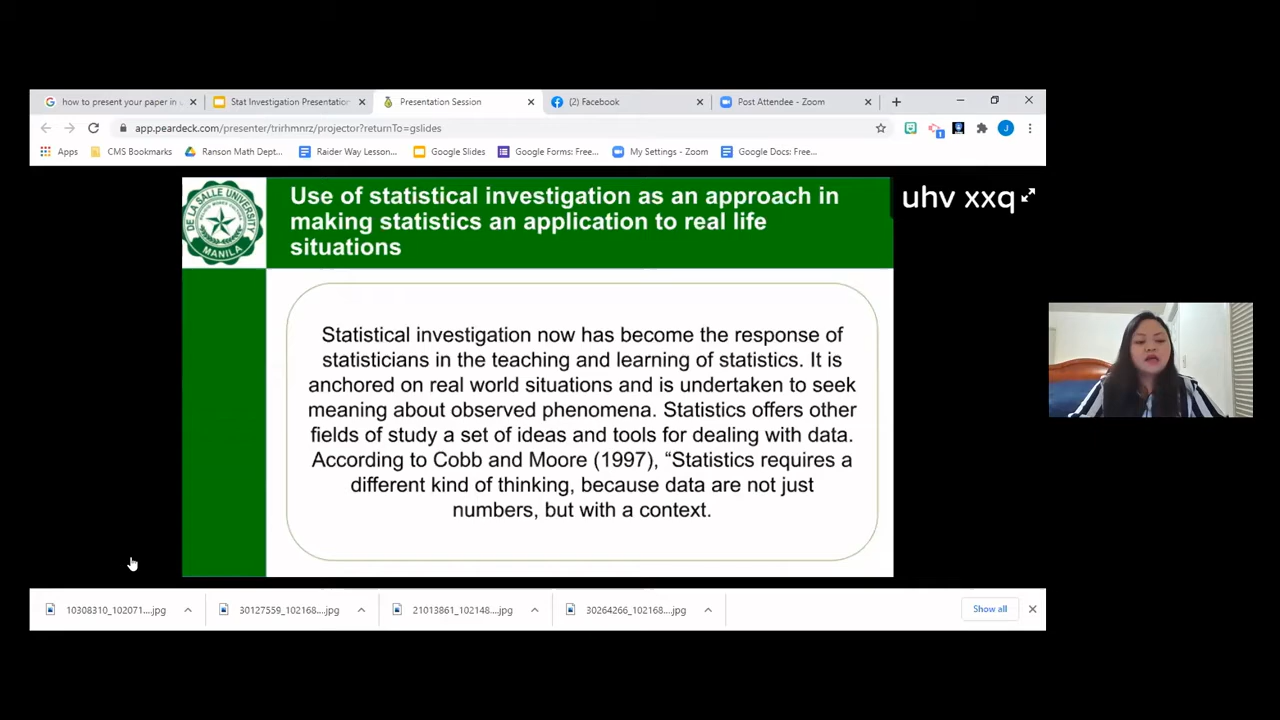 how to present your paper in
Stat Investigation Presentation
Presentation Session
(2) Facebook
Post Attendee - Zoom
app.peardeck.com/presenter/trirhmnrz/projector?returnTo=gslides
1
J
Apps
CMS Bookmarks
Ranson Math Dept...
Raider Way Lesson...
Google Slides
Google Forms: Free...
My Settings - Zoom
Google Docs: Free...
DE LA SALLE UNIVERSITY
MANILA
Use of statistical investigation as an approach in
making statistics an application to real life
situations
uhv xxq
Statistical investigation now has become the response of
statisticians in the teaching and learning of statistics. It is
anchored on real world situations and is undertaken to seek
meaning about observed phenomena. Statistics offers other
fields of study a set of ideas and tools for dealing with data.
According to Cobb and Moore (1997), “Statistics requires a
different kind of thinking, because data are not just
numbers, but with a context.
10308310_102071....jpg
30127559_102168....jpg
21013861_102148....jpg
30264266_102168....jpg
Show all